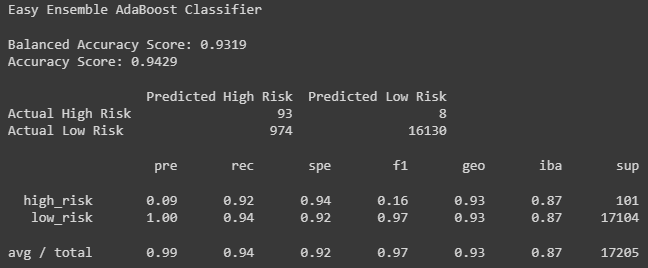 Easy Ensemble AdaBoost Classifier
Balanced Accuracy Score: 0.9319
Accuracy Score: 0.9429
Predicted High Risk Predicted Low Risk
Actual High Risk 93 8
Actual Low Risk 974 16130
pre rec spe f1 geo iba sup
high_risk 0.09 0.92 0.94 0.16 0.93 0.87 101
low_risk 1.00 0.94 0.92 0.97 0.93 0.87 17104
avg / total 0.99 0.94 0.92 0.97 0.93 0.87 17205